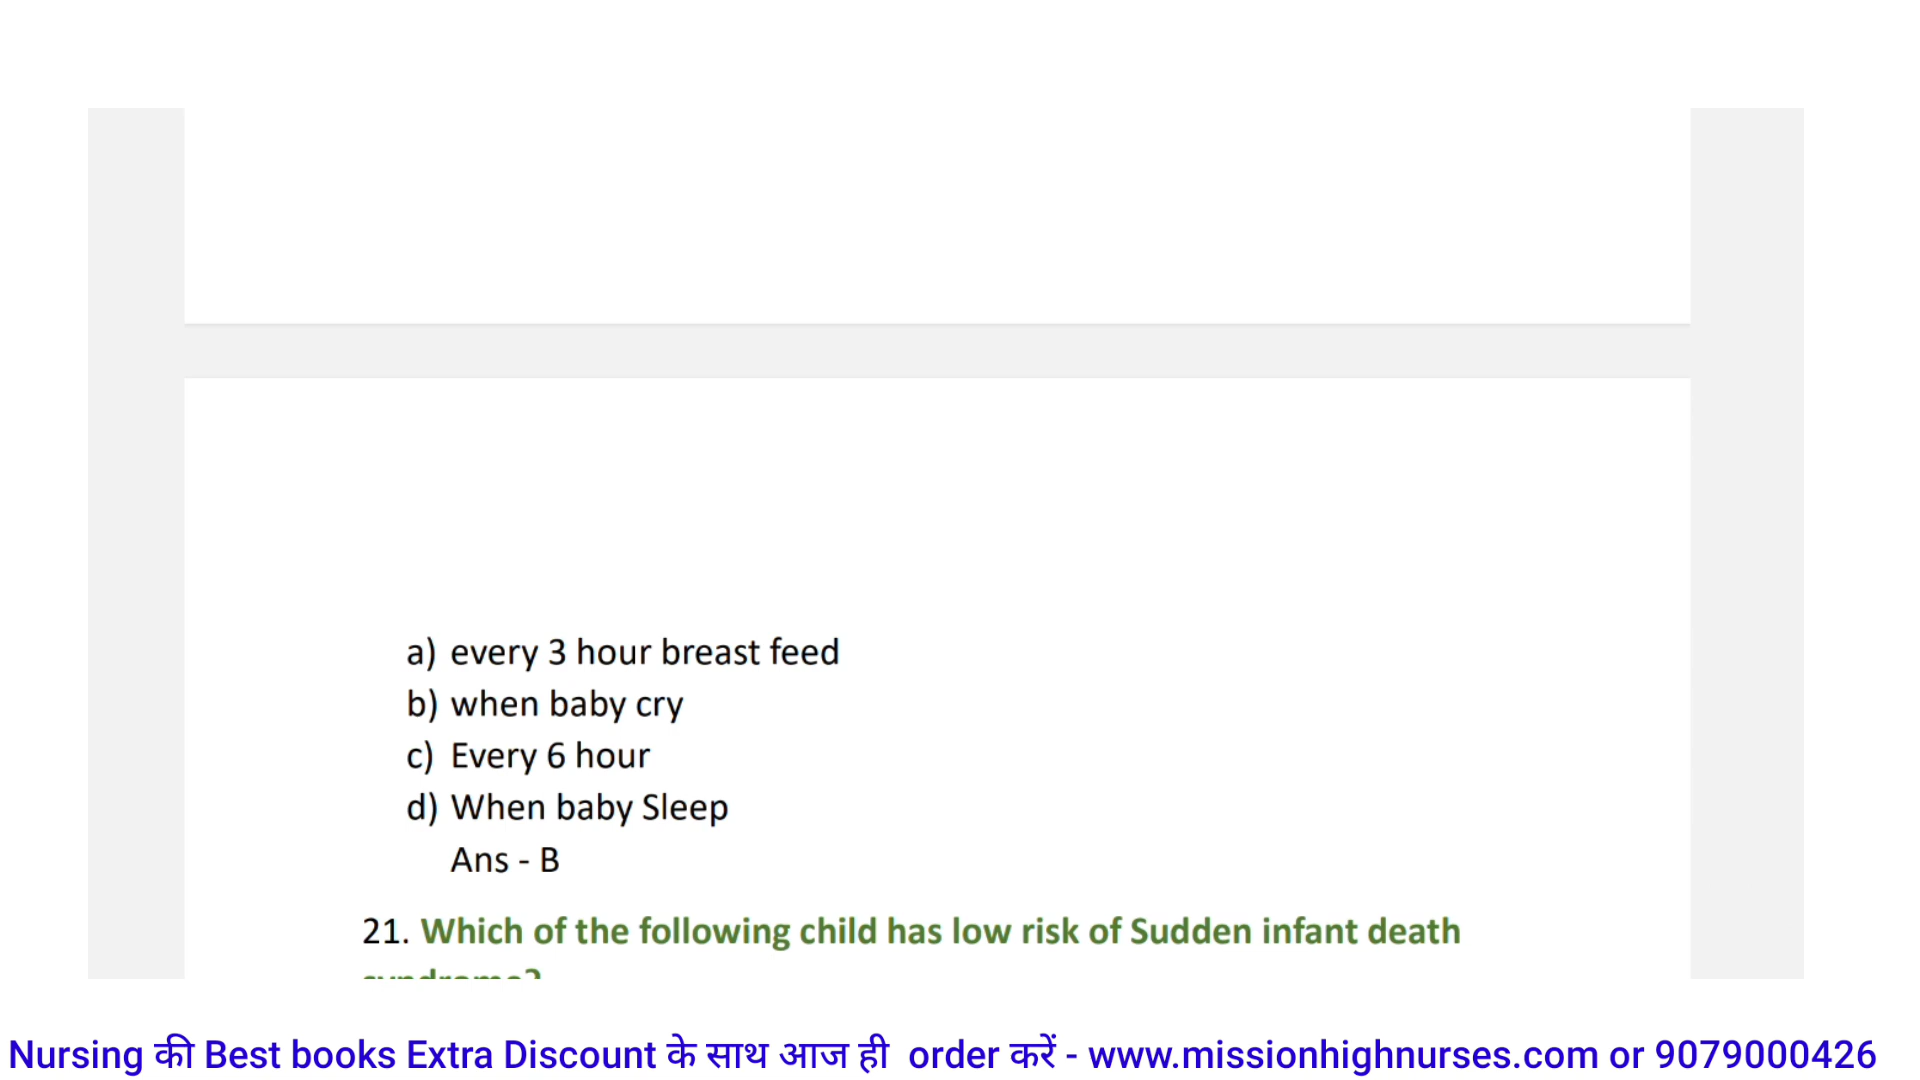 a) every 3 hour breast feed
b) when baby cry
c) Every 6 hour
d) When baby Sleep
Ans - B
21. Which of the following child has low risk of Sudden infant death
syndrome?
Nursing की Best books Extra Discount के साथ आज ही order करें - www.missionhighnurses.com or 9079000426